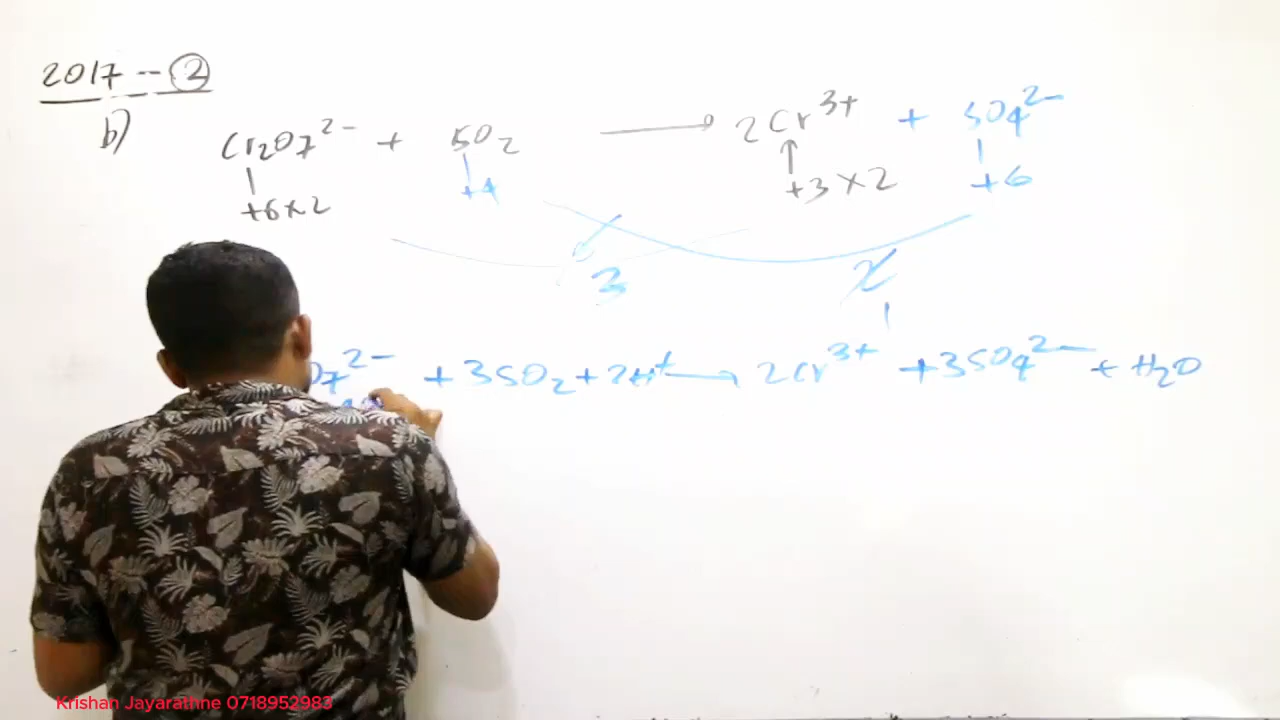 2017 -- ②
b)
Cr₂O₇²⁻ + SO₂ → 2Cr³⁺ + SO₄²⁻
+6×2 +4 +3×2 +6
3
O₇²⁻ + 3SO₂ + 2H⁺ → 2Cr³⁺ + 3SO₄²⁻ + H₂O
Krishan Jayarathne 0718952983